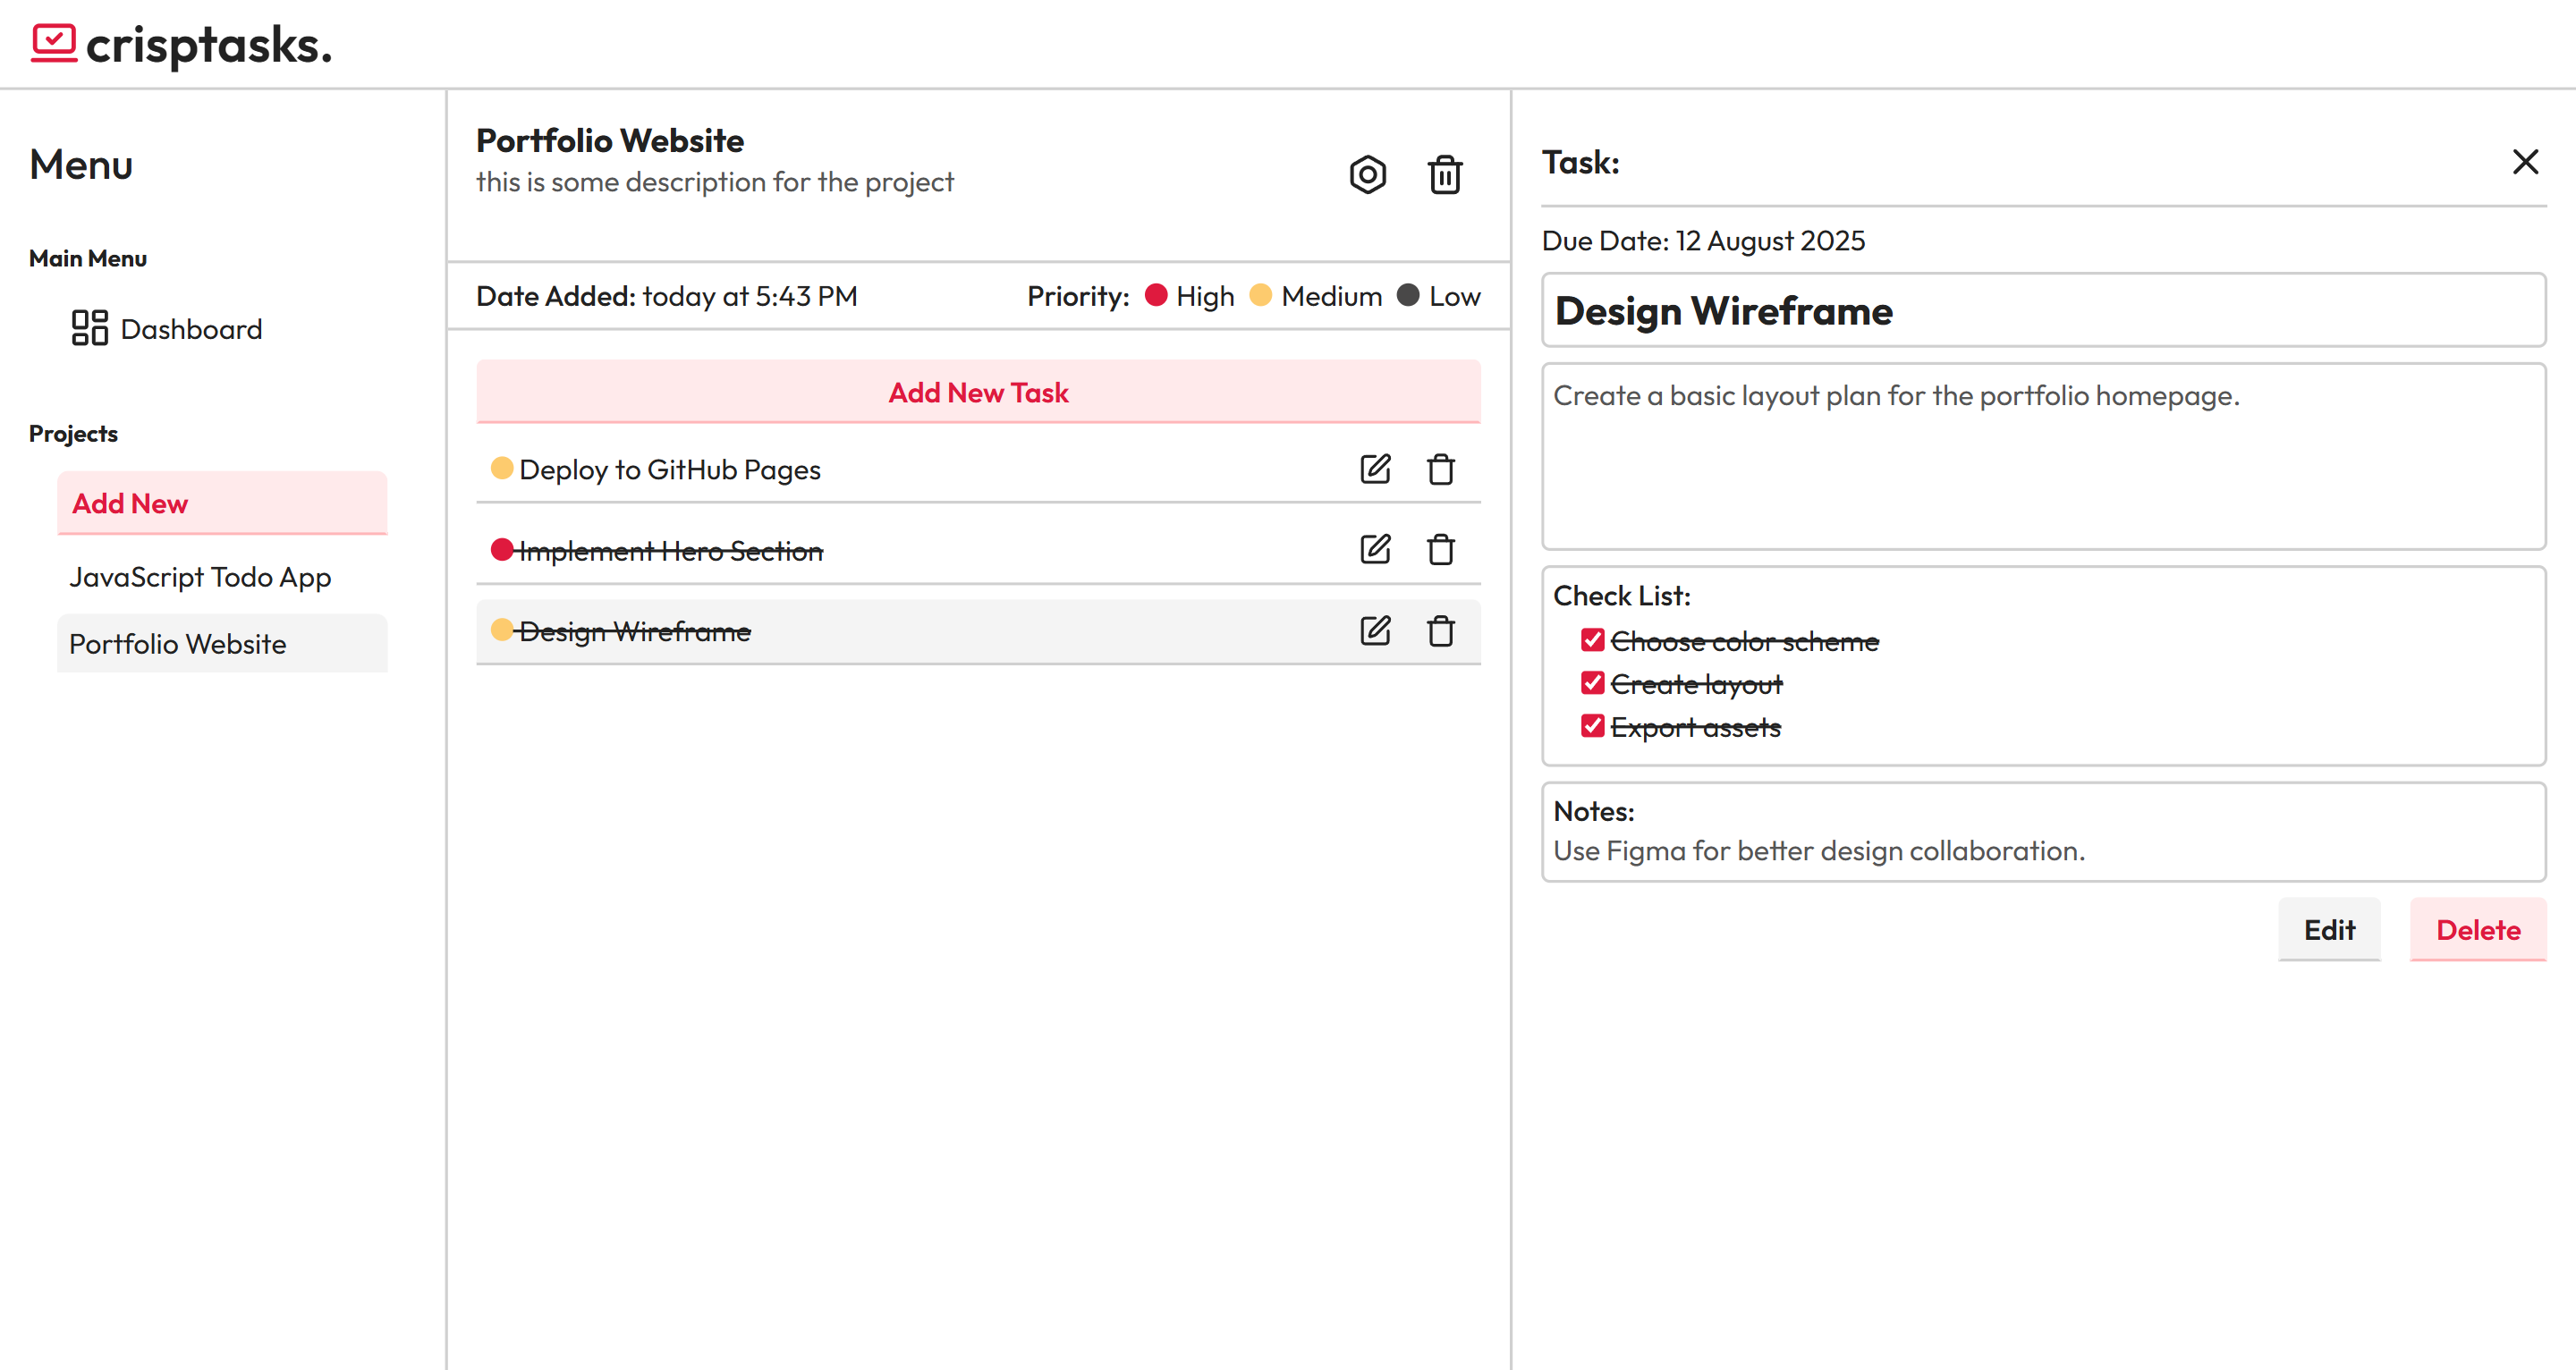 crisptasks.
Menu
Main Menu
Dashboard
Projects
Add New
JavaScript Todo App
Portfolio Website
Portfolio Website
this is some description for the project
Date Added: today at 5:43 PM
Priority: High Medium Low
Add New Task
Deploy to GitHub Pages
Implement Hero Section
Design Wireframe
Task:
Due Date: 12 August 2025
Design Wireframe
Create a basic layout plan for the portfolio homepage.
Check List:
Choose color scheme
Create layout
Export assets
Notes:
Use Figma for better design collaboration.
Edit Delete